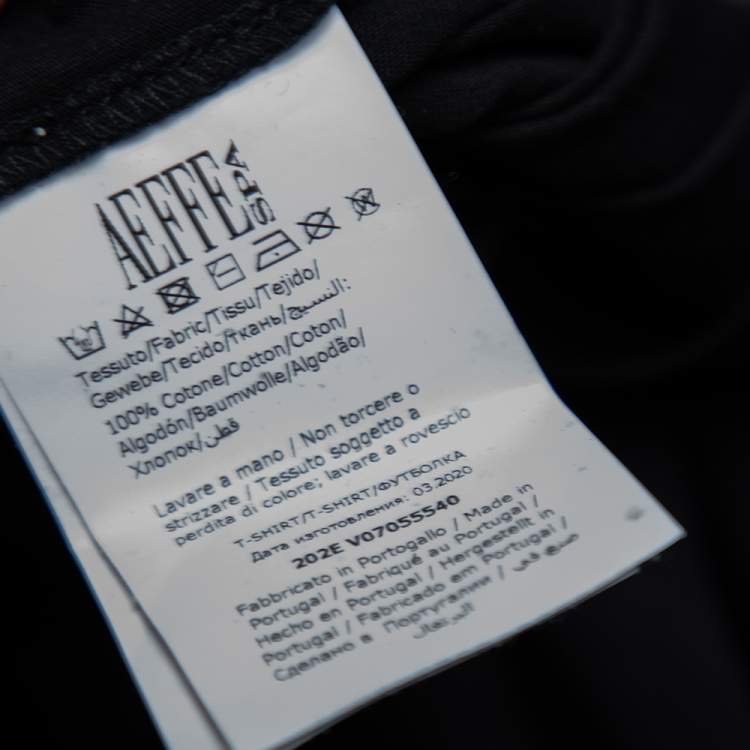 AEFFE SPA
Tessuto/Fabric/Tissu/Tejido/
Gewebe/Tecido/ткань/النسيج:
100% Cotone/Cotton/Coton/
Algodón/Baumwolle/Algodão/
Хлопок/قطن
Lavare a mano / Non torcere o
strizzare / Tessuto soggetto a
perdita di colore: lavare a rovescio
T-SHIRT/T-SHIRT/ФУТБОЛКА
Дата изготовления: 03.2020
202E V07055540
Fabbricato in Portogallo / Made in
Portugal / Fabriqué au Portugal /
Hecho en Portugal / Hergestellt in
Portugal / Fabricado em Portugal /
Сделано в Португалии / صنع في
البرتغال